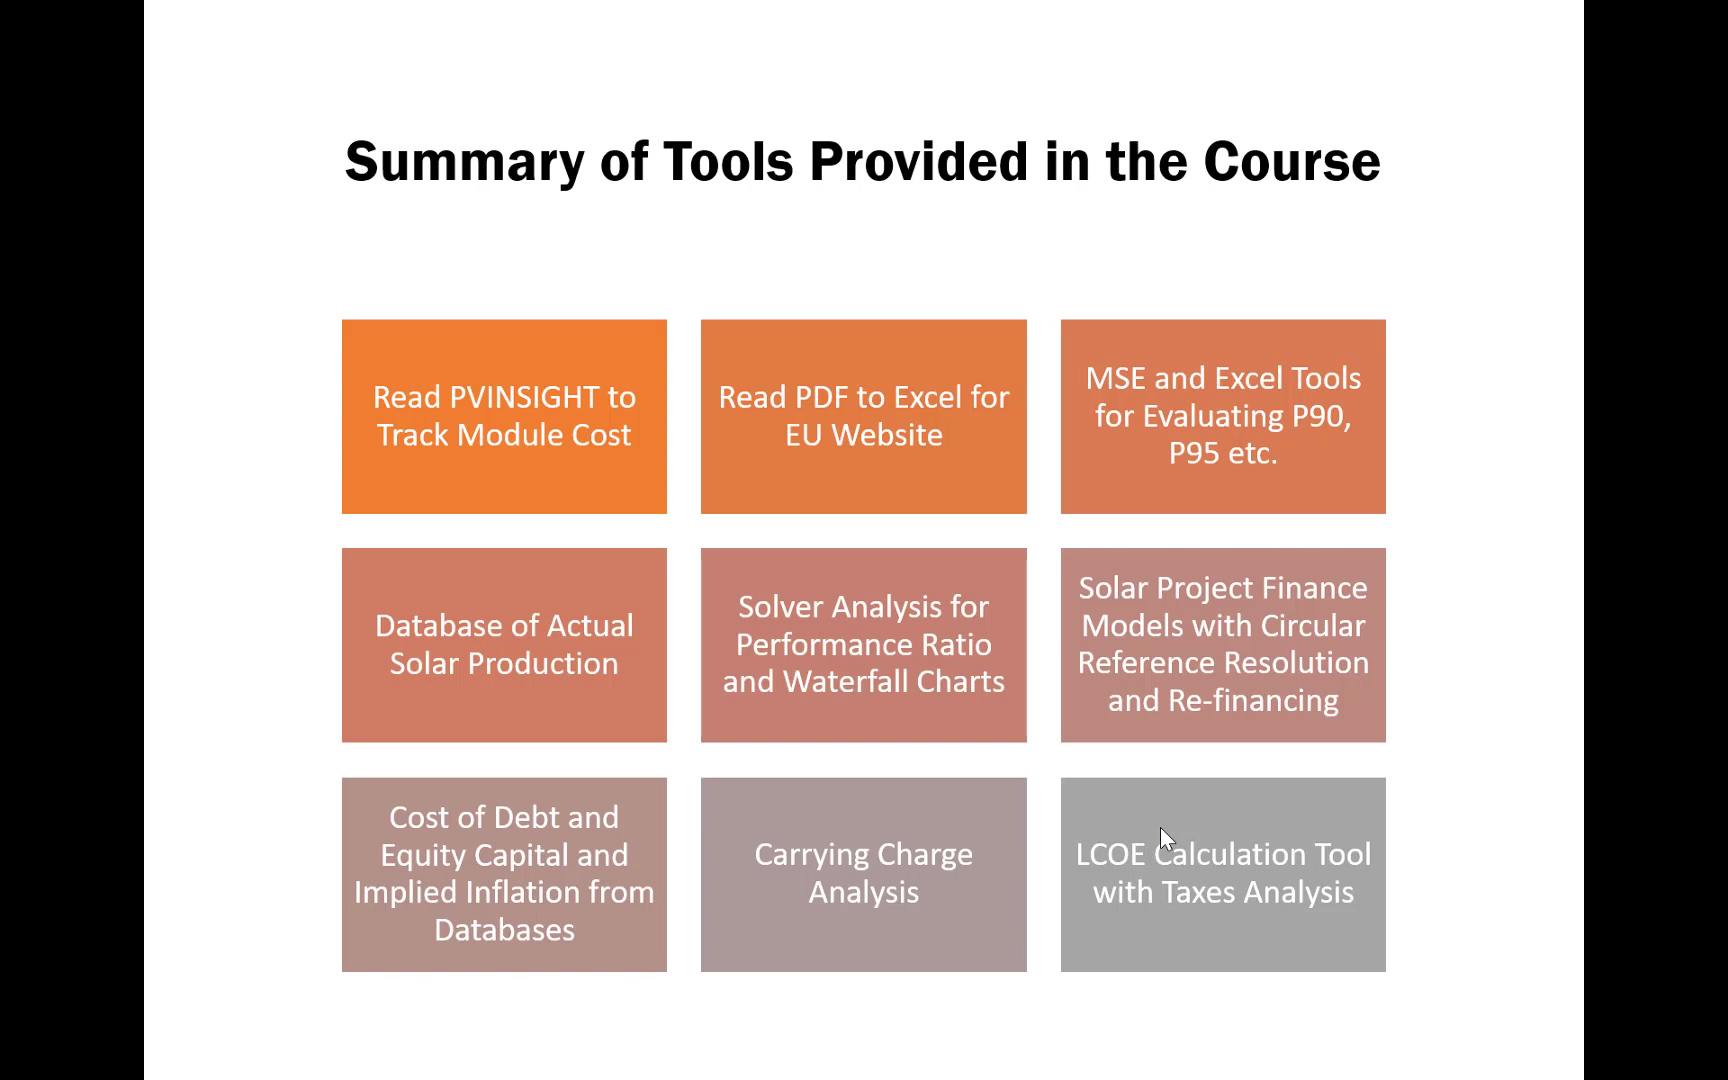 Summary of Tools Provided in the Course
Read PVINSIGHT to
Track Module Cost
Read PDF to Excel for
EU Website
MSE and Excel Tools
for Evaluating P90,
P95 etc.
Database of Actual
Solar Production
Solver Analysis for
Performance Ratio
and Waterfall Charts
Solar Project Finance
Models with Circular
Reference Resolution
and Re-financing
Cost of Debt and
Equity Capital and
Implied Inflation from
Databases
Carrying Charge
Analysis
LCOE Calculation Tool
with Taxes Analysis